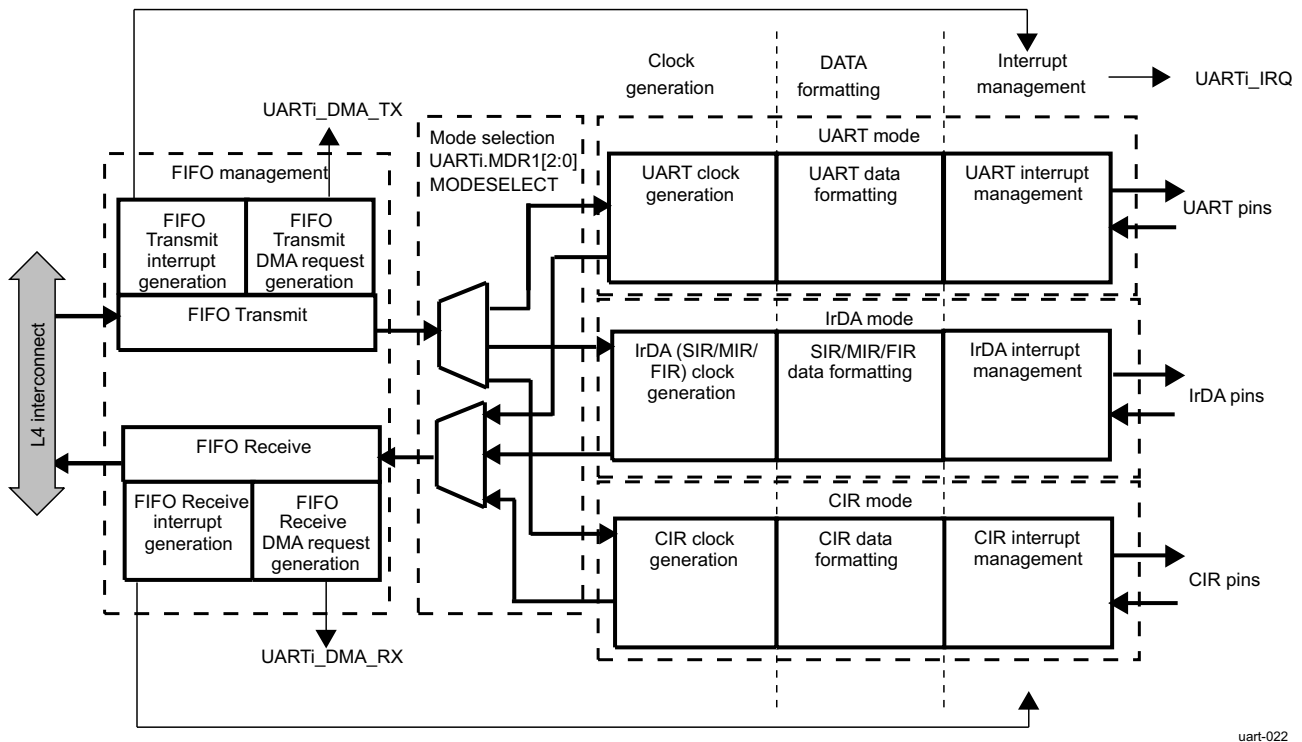 Clock
generation
DATA
formatting
Interrupt
management
UARTi_IRQ
UARTi_DMA_TX
Mode selection
UARTi.MDR1[2:0]
MODESELECT
UART mode
FIFO management
UART clock
generation
UART data
formatting
UART interrupt
management
UART pins
FIFO
Transmit
interrupt
generation
FIFO
Transmit
DMA request
generation
FIFO Transmit
L4 interconnect
IrDA mode
IrDA (SIR/MIR/
FIR) clock
generation
SIR/MIR/FIR
data formatting
IrDA interrupt
management
IrDA pins
FIFO Receive
FIFO Receive
interrupt
generation
FIFO
Receive
DMA request
generation
CIR mode
CIR clock
generation
CIR data
formatting
CIR interrupt
management
CIR pins
UARTi_DMA_RX
uart-022